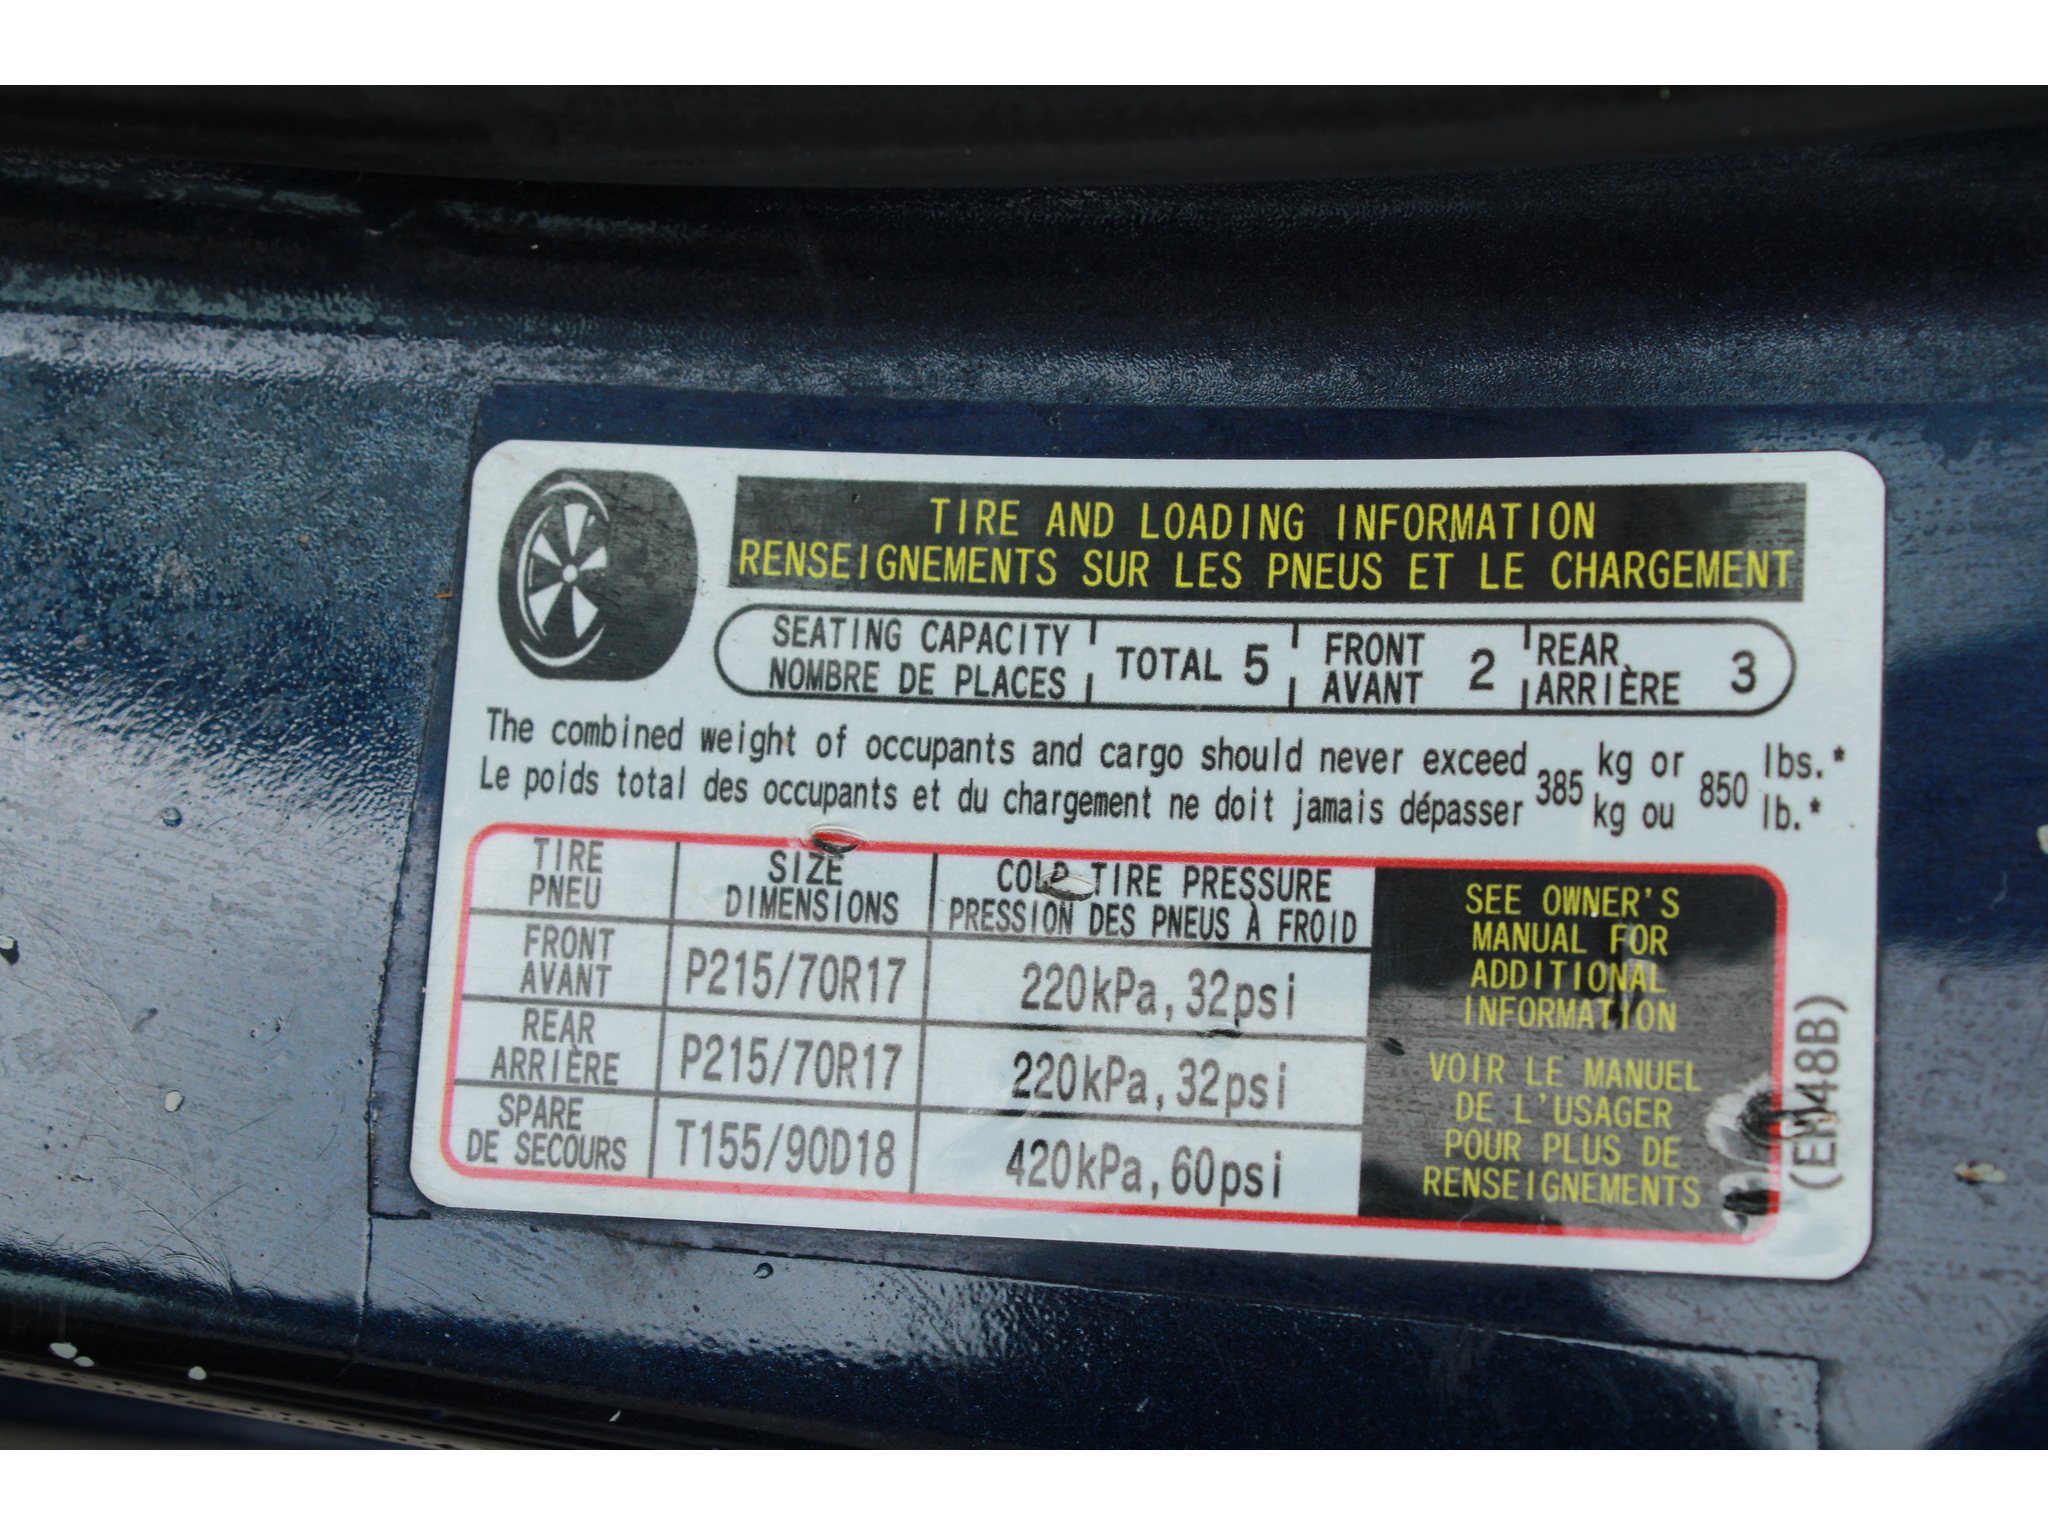 TIRE AND LOADING INFORMATION
RENSEIGNEMENTS SUR LES PNEUS ET LE CHARGEMENT
SEATING CAPACITY
NOMBRE DE PLACES
TOTAL 5
FRONT
AVANT
2
REAR
ARRIÈRE
3
The combined weight of occupants and cargo should never exceed 385 kg or 850 lbs.*
Le poids total des occupants et du chargement ne doit jamais dépasser kg ou lb.*
TIRE
PNEU
SIZE
DIMENSIONS
COLD TIRE PRESSURE
PRESSION DES PNEUS À FROID
FRONT
AVANT
P215/70R17
220kPa, 32psi
REAR
ARRIÈRE
P215/70R17
220kPa, 32psi
SPARE
DE SECOURS
T155/90D18
420kPa, 60psi
SEE OWNER'S
MANUAL FOR
ADDITIONAL
INFORMATION
VOIR LE MANUEL
DE L'USAGER
POUR PLUS DE
RENSEIGNEMENTS